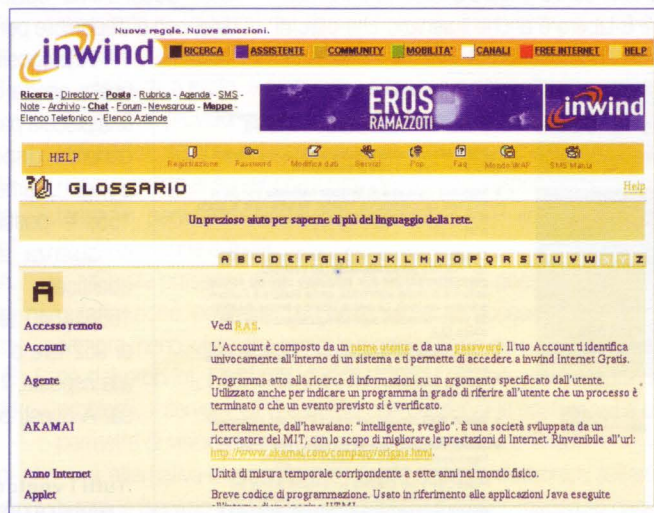 Nuove regole. Nuove emozioni.
inwind
RICERCA ASSISTENTE COMMUNITY MOBILITA' CANALI FREE INTERNET HELP
Ricerca - Directory - Posta - Rubrica - Agenda - SMS -
Note - Archivio - Chat - Forum - Newsgroup - Mappe -
Elenco Telefonico - Elenco Aziende
EROS
RAMAZZOTI
inwind
HELP
Registrazione Password Modifica dati Servizi Pop Faq Mondo WAP SMS Mania
GLOSSARIO
Help
Un prezioso aiuto per saperne di più del linguaggio della rete.
A B C D E F G H i J K L M N O P Q R S T U V W X Y Z
A
Accesso remoto Vedi RAS.
Account L'Account è composto da un nome utente e da una password. Il tuo Account ti identifica
univocamente all'interno di un sistema e ti permette di accedere a inwind Internet Gratis.
Agente Programma atto alla ricerca di informazioni su un argomento specificato dall'utente.
Utilizzato anche per indicare un programma in grado di riferire all'utente che un processo è
terminato o che un evento previsto si è verificato.
AKAMAI Letteralmente, dall'hawaiano: "intelligente, sveglio". È una società sviluppata da un
ricercatore del MIT, con lo scopo di migliorare le prestazioni di Internet. Rinvenibile all'url:
http://www.akamai.com/company/origins.html.
Anno Internet Unità di misura temporale corripondente a sette anni nel mondo fisico.
Applet Breve codice di programmazione. Usato in riferimento alle applicazioni Java eseguite